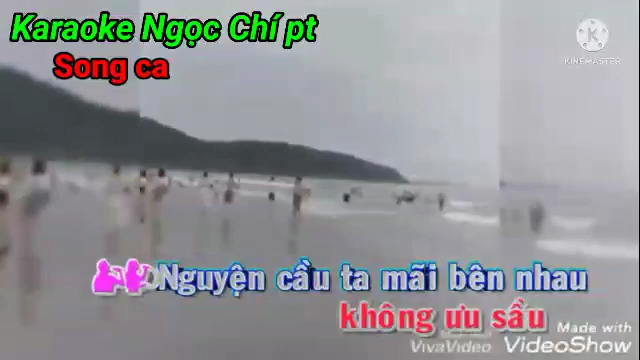 Karaoke Ngọc Chí pt
Song ca
KINEMASTER
Nguyện cầu ta mãi bên nhau
không ưu sầu
Made with
VivaVideo
VideoShow